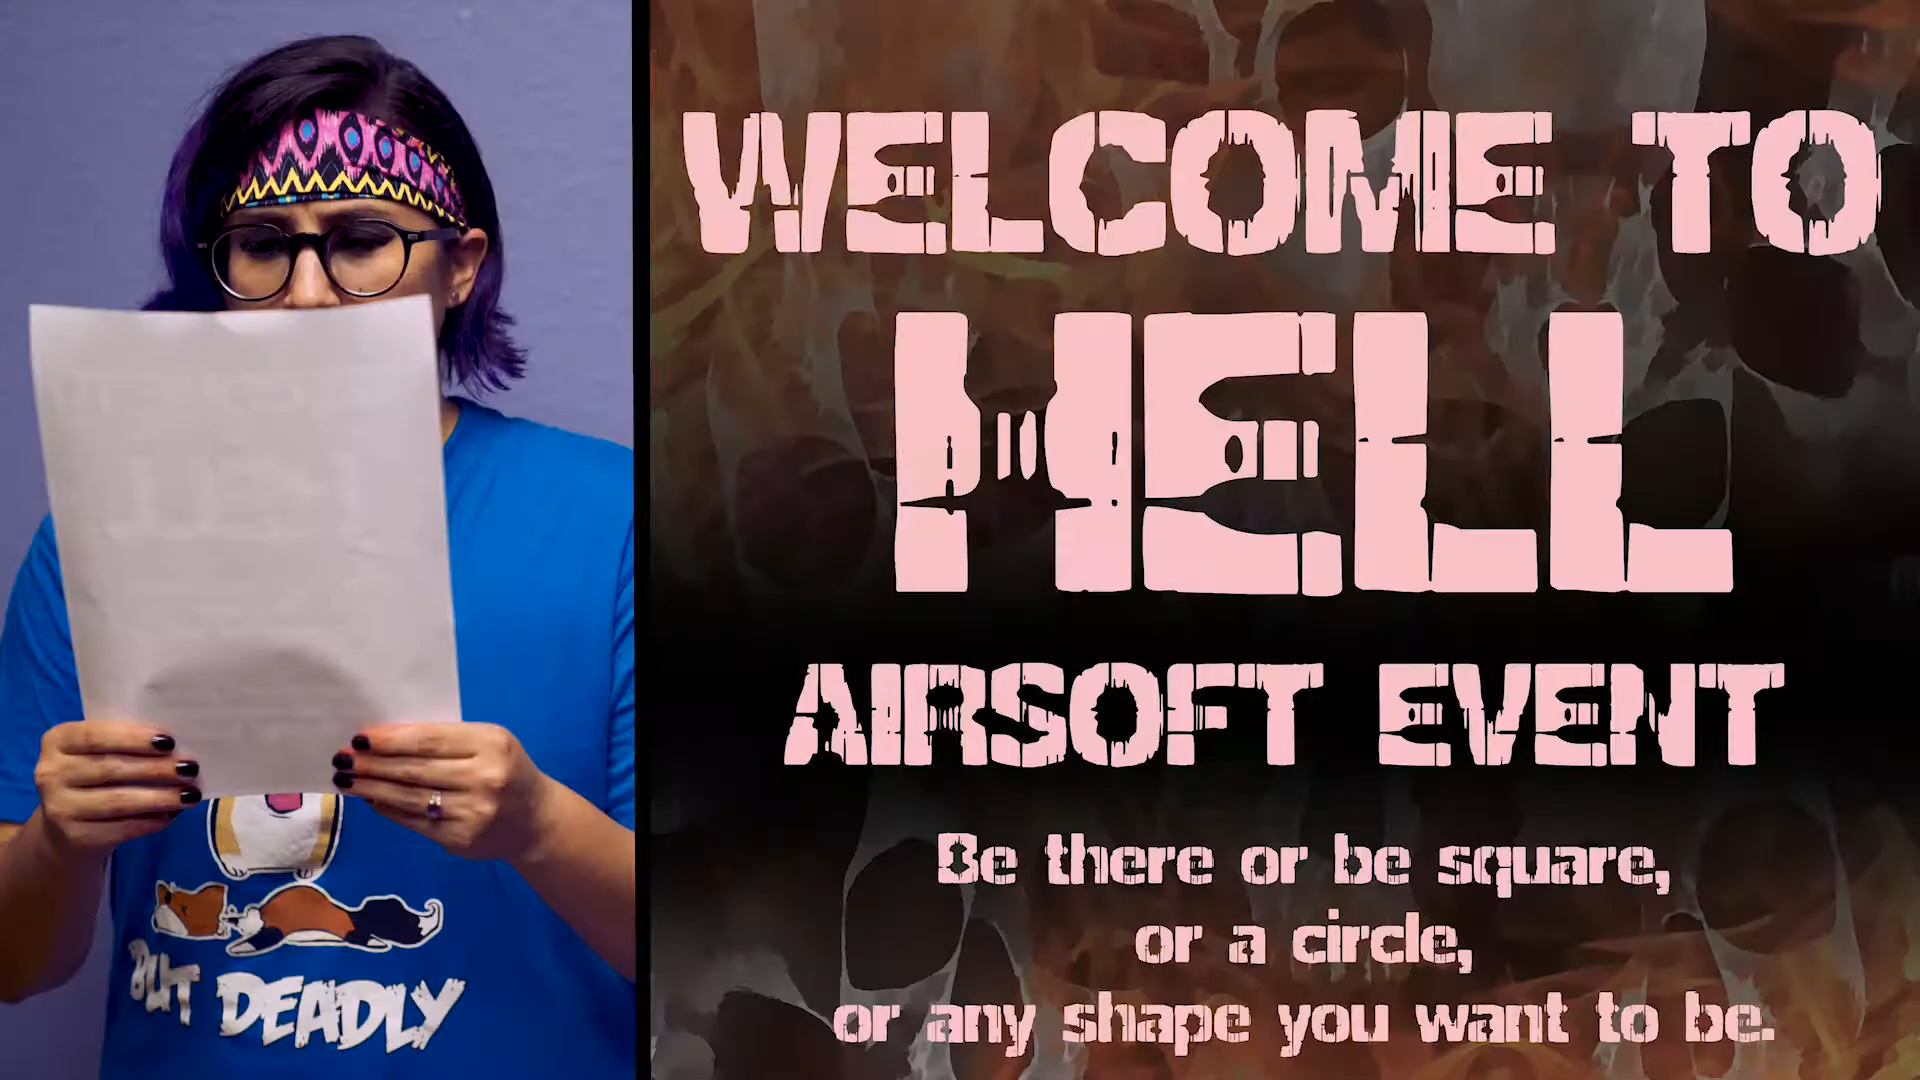 WELCOME TO
HELL
AIRSOFT EVENT
Be there or be square,
or a circle,
or any shape you want to be.
BUT DEADLY